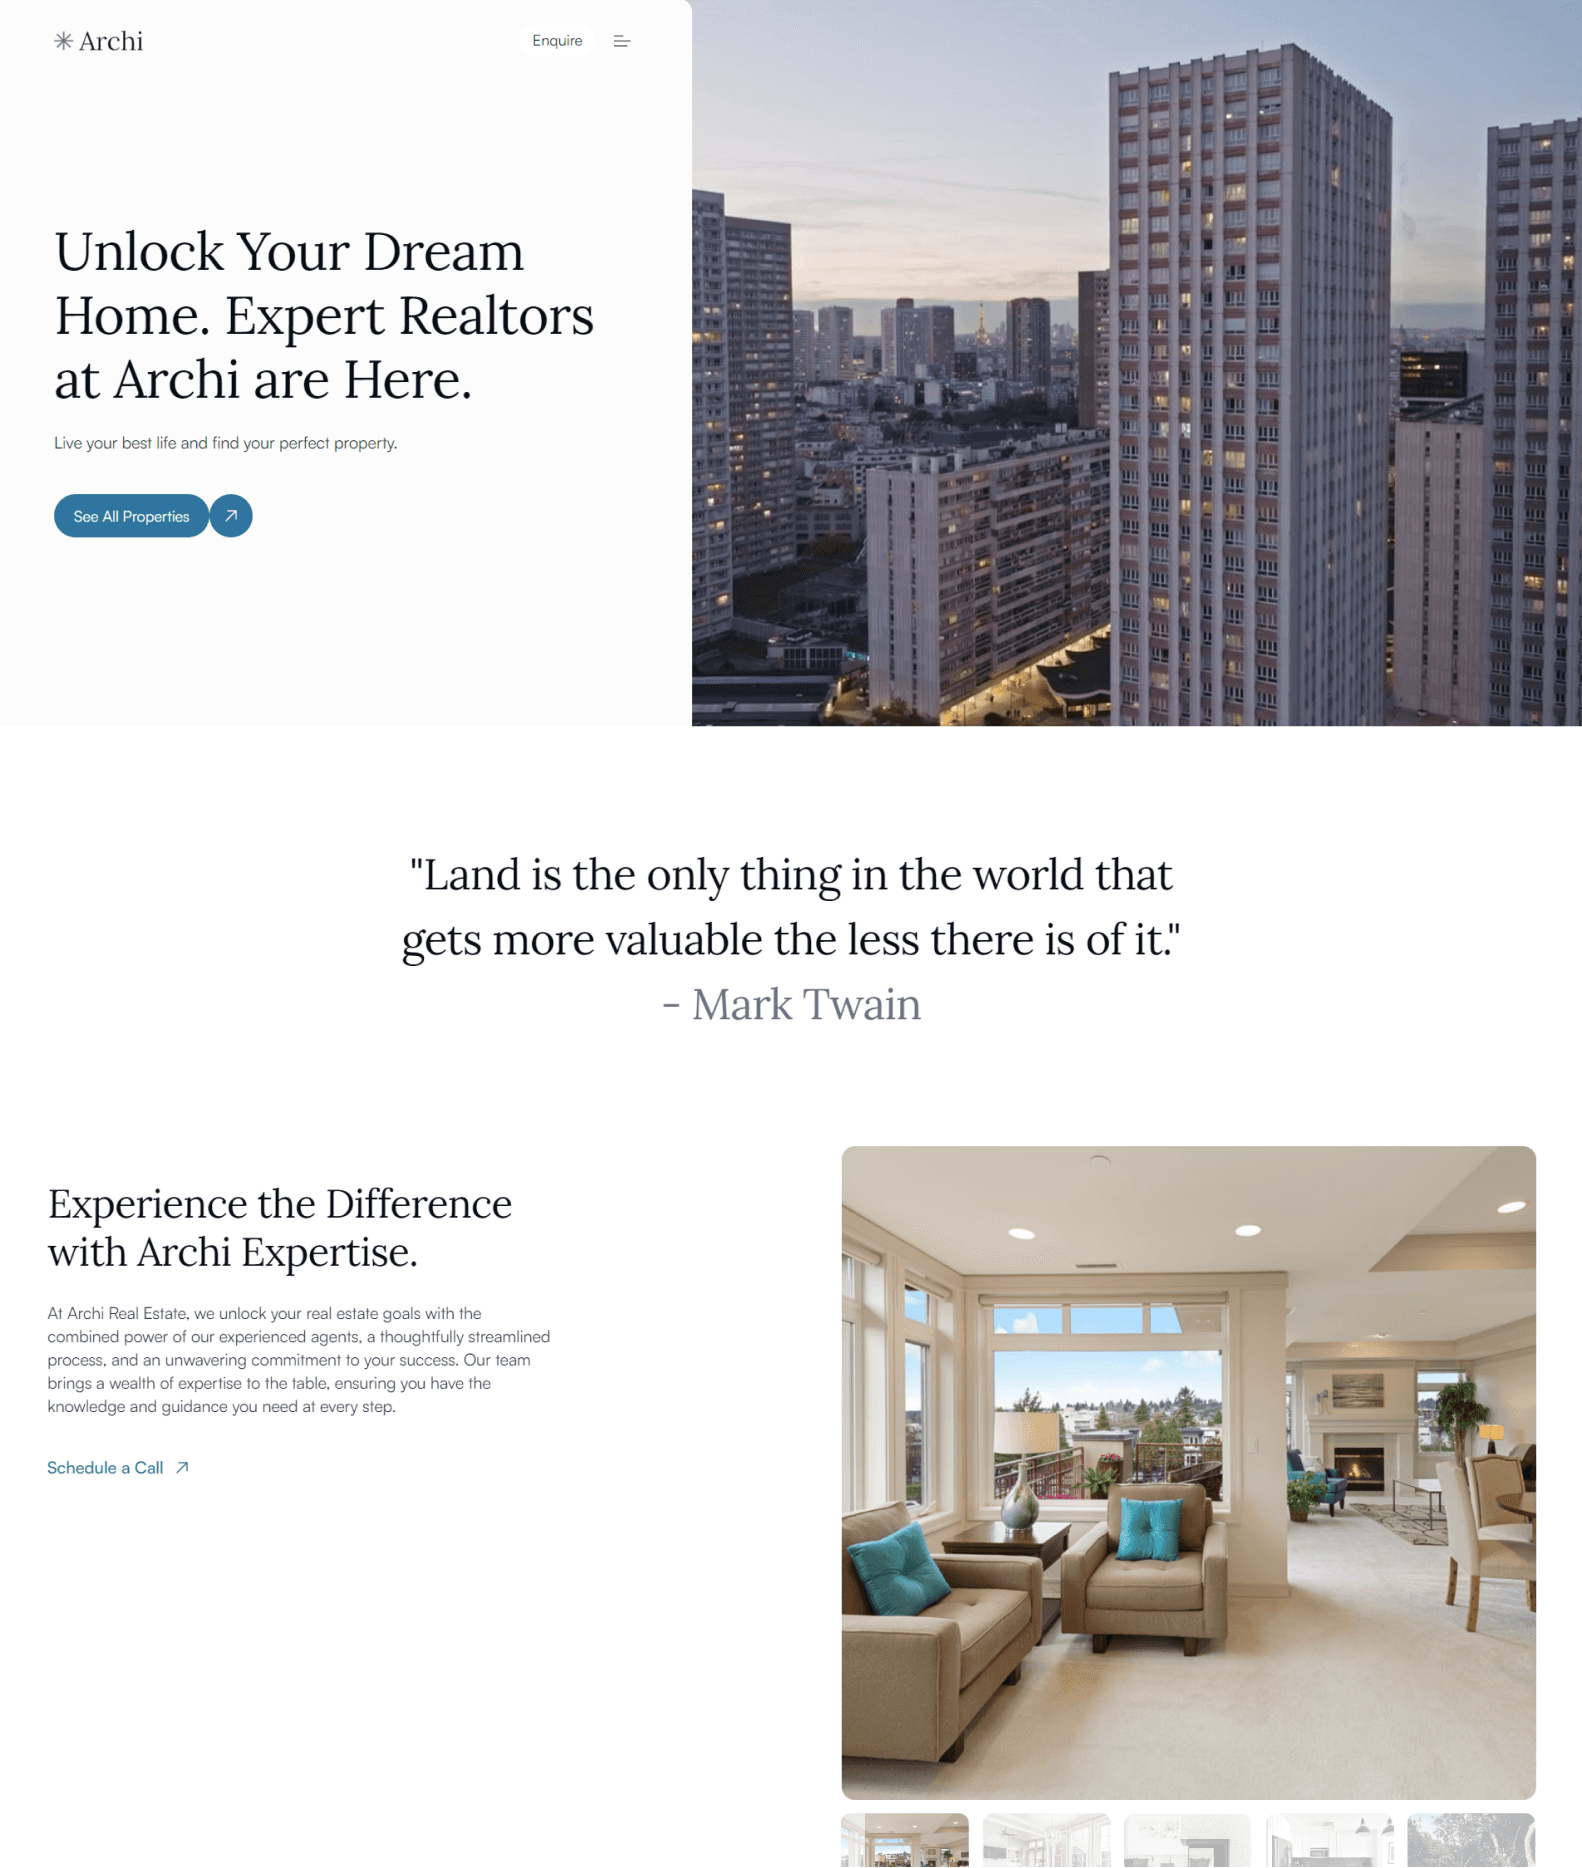 Archi
Enquire
Unlock Your Dream
Home. Expert Realtors
at Archi are Here.
Live your best life and find your perfect property.
See All Properties
"Land is the only thing in the world that
gets more valuable the less there is of it."
- Mark Twain
Experience the Difference
with Archi Expertise.
At Archi Real Estate, we unlock your real estate goals with the
combined power of our experienced agents, a thoughtfully streamlined
process, and an unwavering commitment to your success. Our team
brings a wealth of expertise to the table, ensuring you have the
knowledge and guidance you need at every step.
Schedule a Call